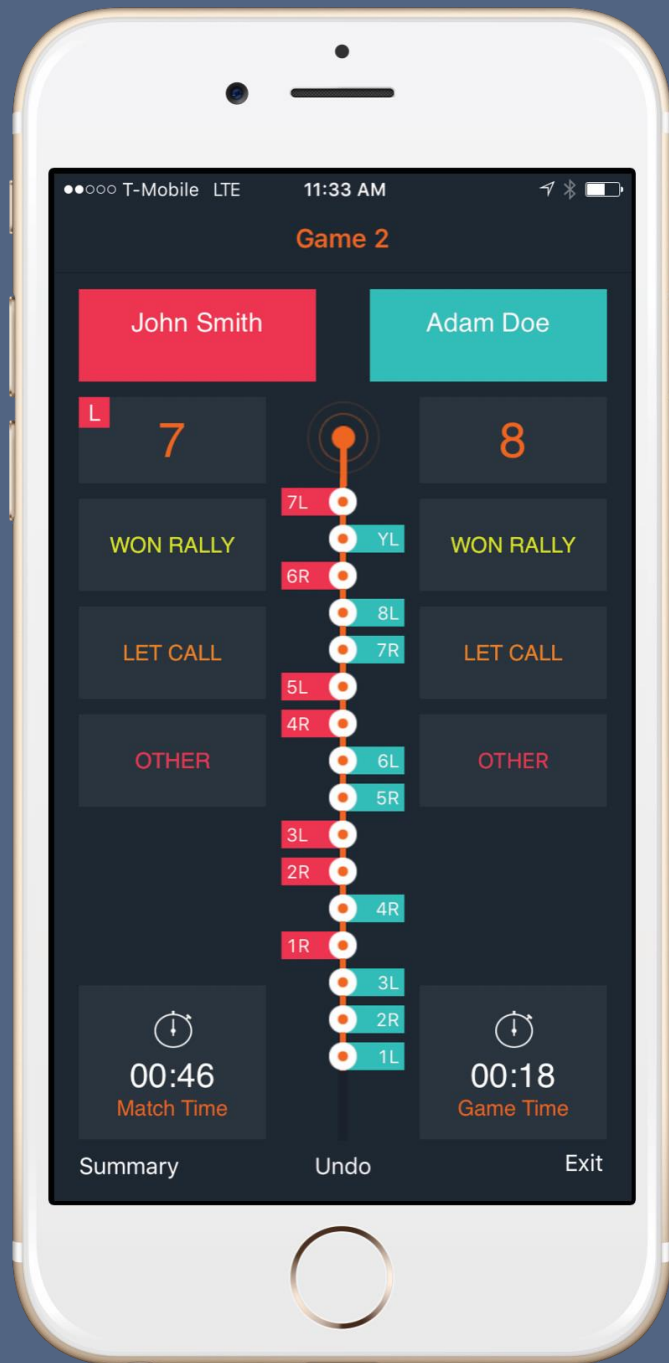 T-Mobile LTE 11:33 AM
Game 2
John Smith Adam Doe
L
7 8
7L
WON RALLY YL WON RALLY
6R
8L
LET CALL 7R LET CALL
5L
4R
OTHER 6L OTHER
5R
3L
2R
4R
1R
3L
2R
1L
00:46 00:18
Match Time Game Time
Summary Undo Exit